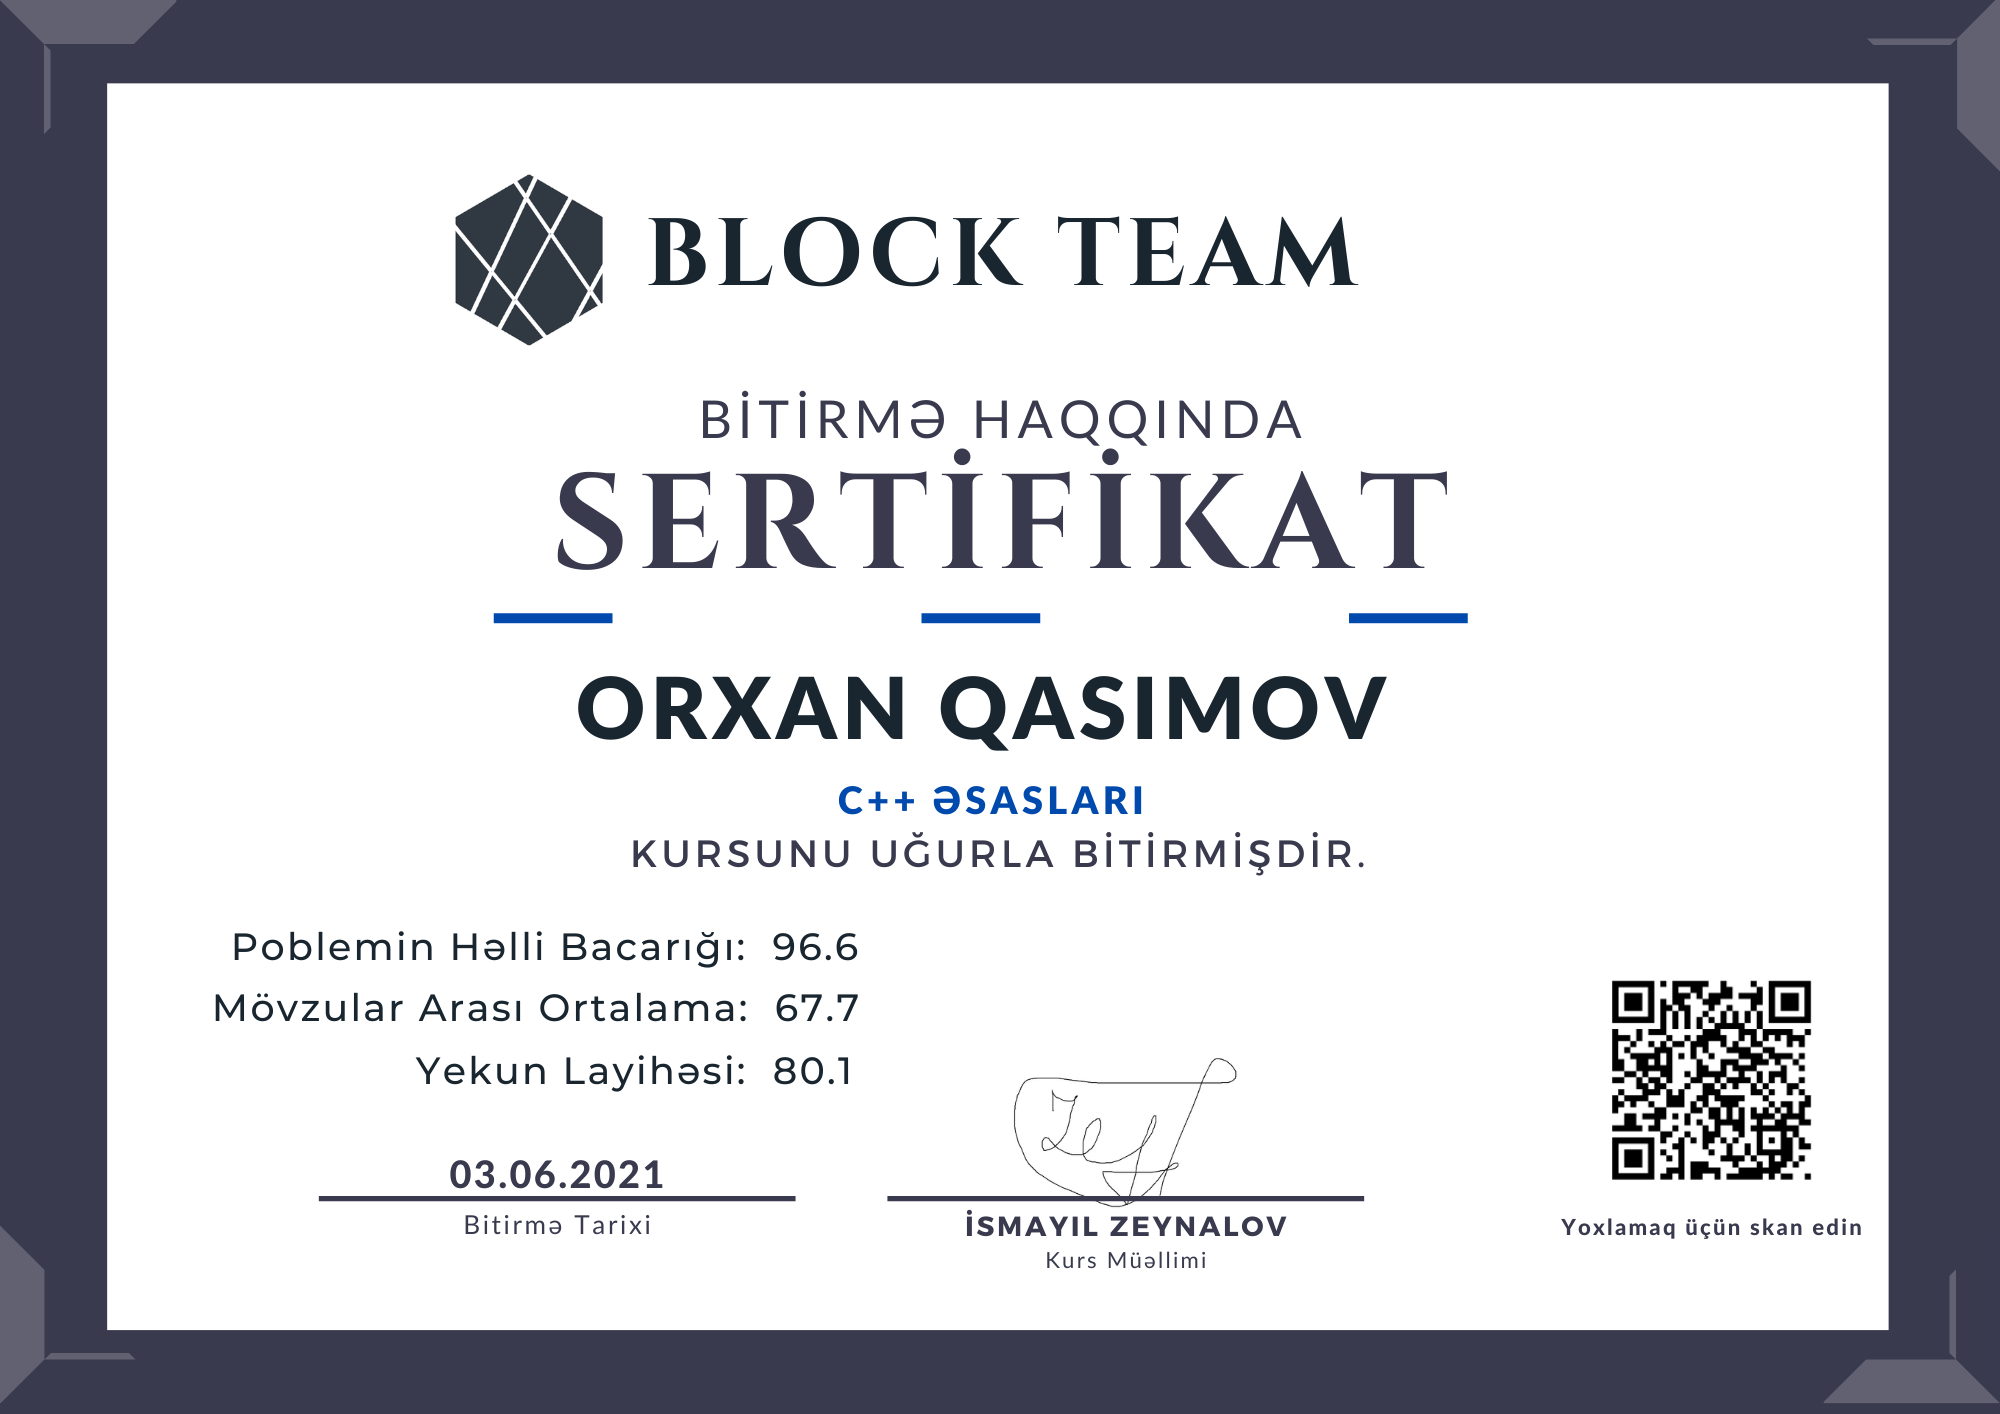 BLOCK TEAM
BİTİRMƏ HAQQINDA
SERTİFİKAT
ORXAN QASIMOV
C++ ƏSASLARI
KURSUNU UĞURLA BİTİRMİŞDİR.
Poblemin Həlli Bacarığı: 96.6
Mövzular Arası Ortalama: 67.7
Yekun Layihəsi: 80.1
03.06.2021
Bitirmə Tarixi
İSMAYIL ZEYNALOV
Kurs Müəllimi
Yoxlamaq üçün skan edin